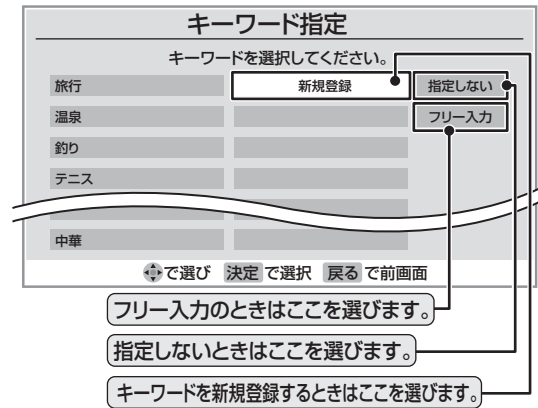 キーワード指定
キーワードを選択してください。
旅行 新規登録 指定しない
温泉 フリー入力
釣り
テニス
中華
で選び 決定 で選択 戻る で前画面
フリー入力のときはここを選びます。
指定しないときはここを選びます。
キーワードを新規登録するときはここを選びます。